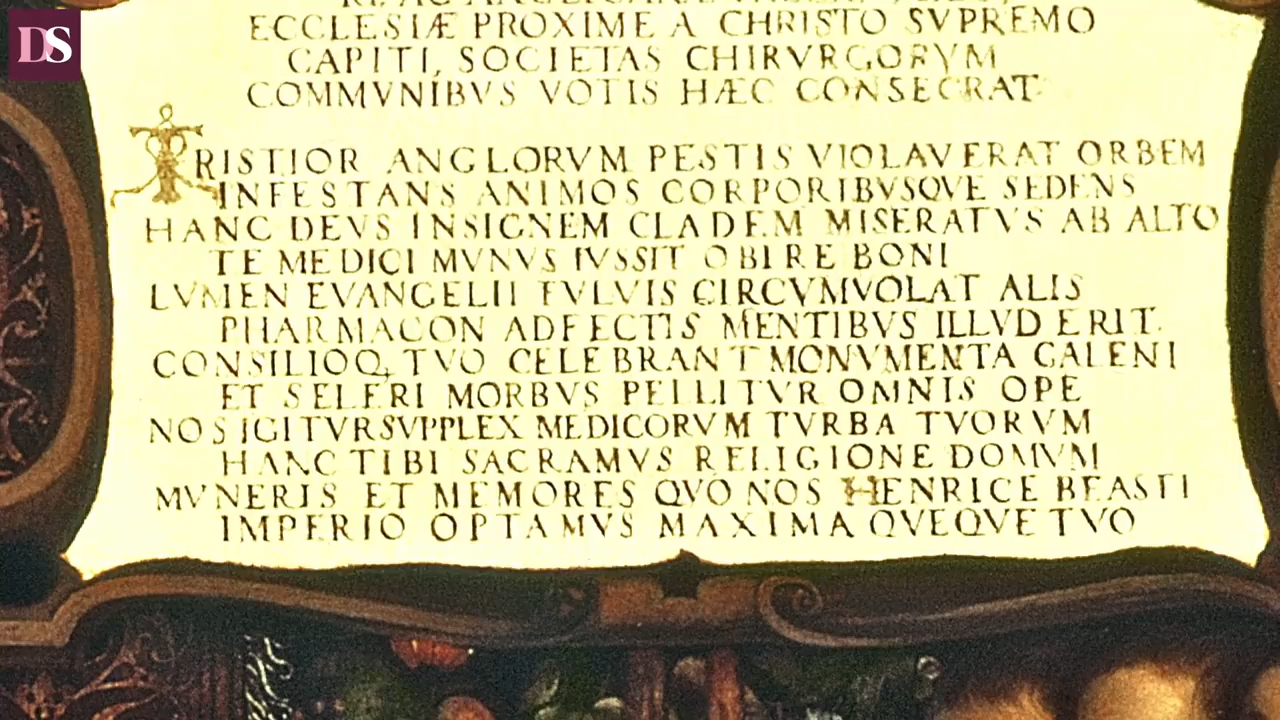 DS
ECCLESIÆ PROXIME A CHRISTO SVPREMO
CAPITI, SOCIETAS CHIRVRGORVM
COMMVNIBVS VOTIS HÆC CONSECRAT
TRISTIOR ANGLORVM PESTIS VIOLAVERAT ORBEM
INFESTANS ANIMOS CORPORIBVSQVE SEDENS
HANC DEVS INSIGNEM CLADEM MISERATVS AB ALTO
TE MEDICI MVNVS IVSSIT OBIRE BONI
LVMEN EVANGELII FVLVIS CIRCVMVOLAT ALIS
PHARMACON ADFECTIS MENTIBVS ILLVD ERIT.
CONSILIOQ, TVO CELEBRANT MONVMENTA GALENI
ET SELERI MORBVS PELLITVR OMNIS OPE
NOS IGITVR SVPPLEX MEDICORVM TVRBA TVORVM
HANC TIBI SACRAMVS RELIGIONE DOMVM
MVNERIS ET MEMORES QVO NOS HENRICE BEASTI
IMPERIO OPTAMVS MAXIMA QVEQVE TVO